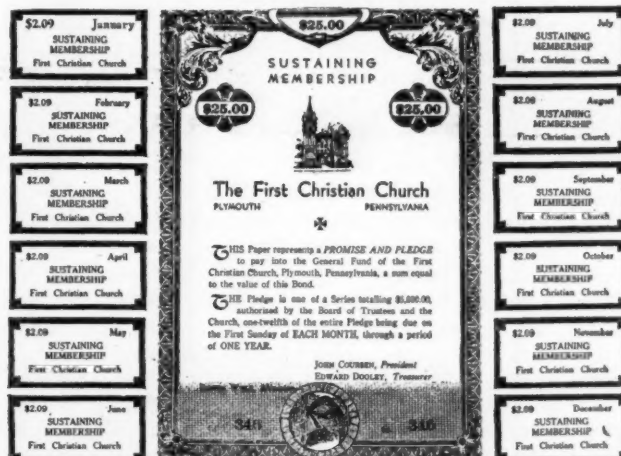 $2.09 January
SUSTAINING
MEMBERSHIP
First Christian Church
$2.09 February
SUSTAINING
MEMBERSHIP
First Christian Church
$2.09 March
SUSTAINING
MEMBERSHIP
First Christian Church
$2.09 April
SUSTAINING
MEMBERSHIP
First Christian Church
$2.09 May
SUSTAINING
MEMBERSHIP
First Christian Church
$2.09 June
SUSTAINING
MEMBERSHIP
First Christian Church
$25.00
SUSTAINING
MEMBERSHIP
$25.00 $25.00
The First Christian Church
PLYMOUTH PENNSYLVANIA
THIS Paper represents a PROMISE AND PLEDGE
to pay into the General Fund of the First
Christian Church, Plymouth, Pennsylvania, a sum equal
to the value of this Bond.
THE Pledge is one of a Series totalling
authorized by the Board of Trustees and the
Church, one-twelfth of the entire Pledge being due on
the First Sunday of EACH MONTH, through a period
of ONE YEAR.
JOHN COURSEN, President
EDWARD DOOLEY, Treasurer
346 346
$2.09 July
SUSTAINING
MEMBERSHIP
First Christian Church
$2.09 August
SUSTAINING
MEMBERSHIP
First Christian Church
$2.09 September
SUSTAINING
MEMBERSHIP
First Christian Church
$2.09 October
SUSTAINING
MEMBERSHIP
First Christian Church
$2.09 November
SUSTAINING
MEMBERSHIP
First Christian Church
$2.09 December
SUSTAINING
MEMBERSHIP
First Christian Church